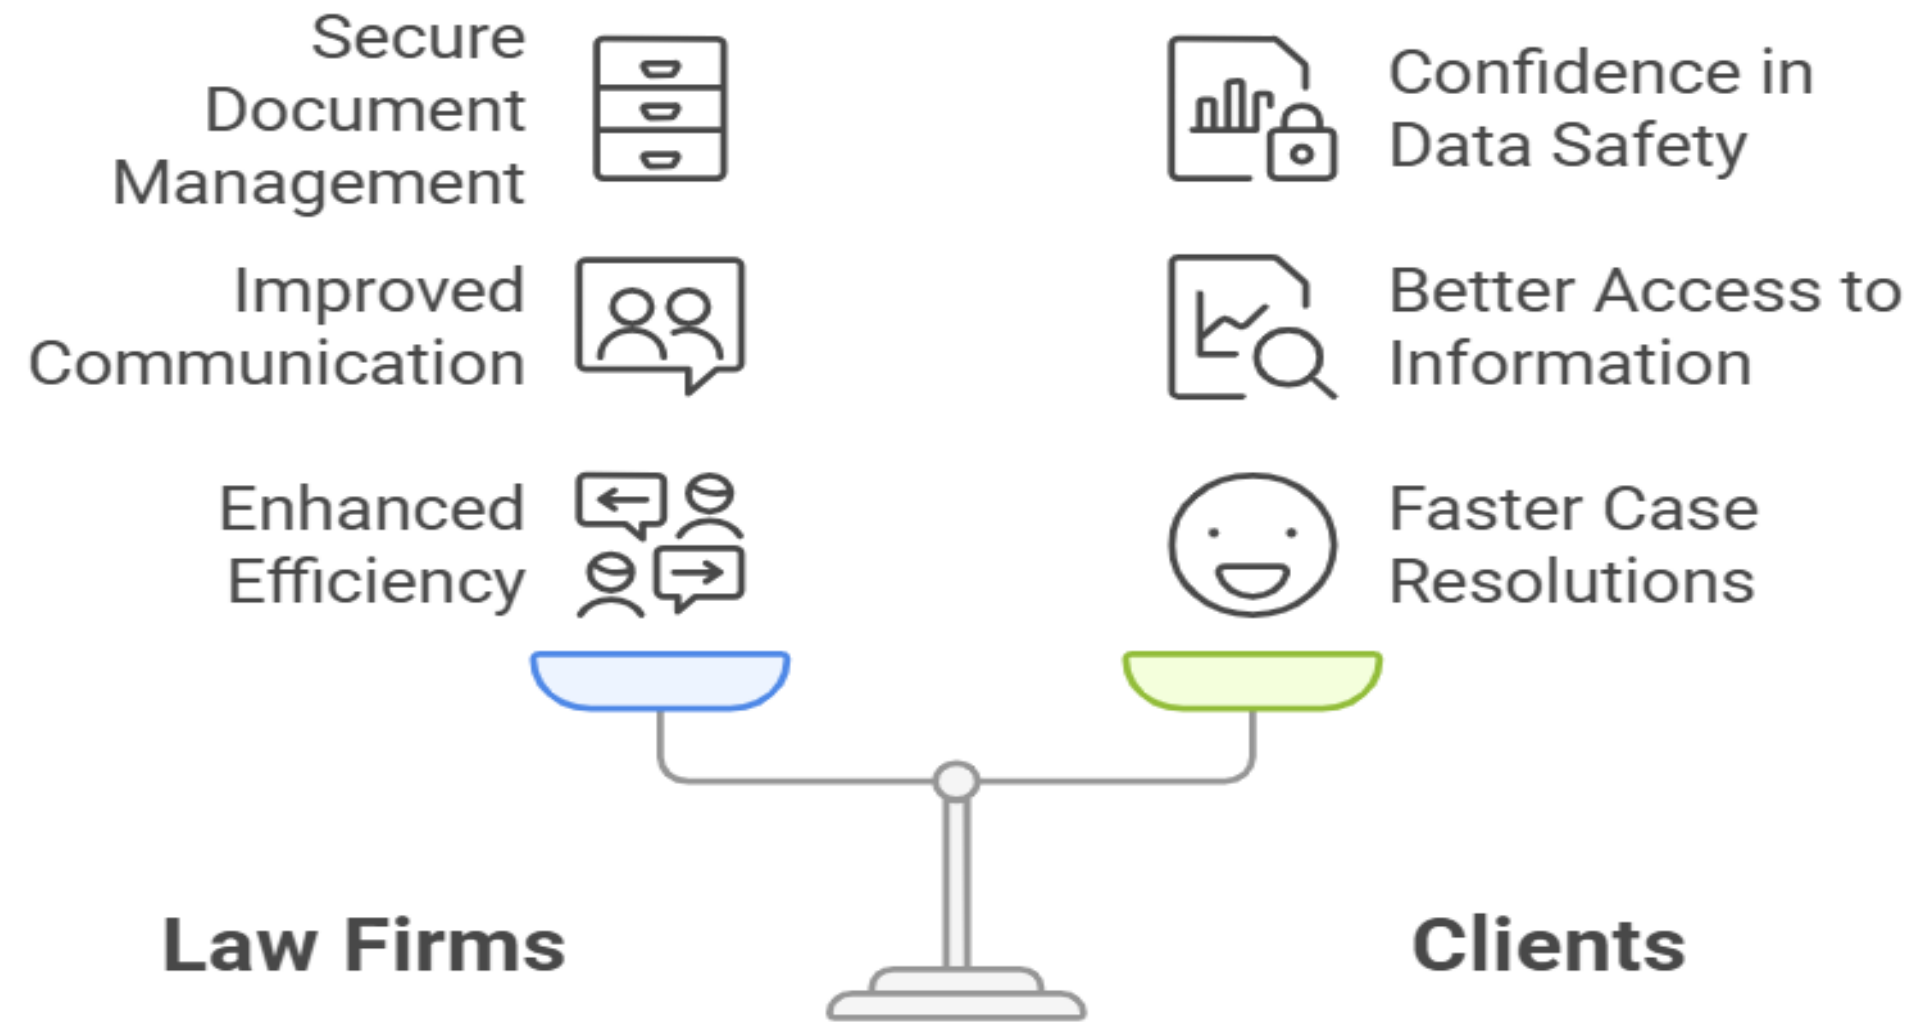 Secure
Document
Management
Improved
Communication
Enhanced
Efficiency
Confidence in
Data Safety
Better Access to
Information
Faster Case
Resolutions
Law Firms
Clients